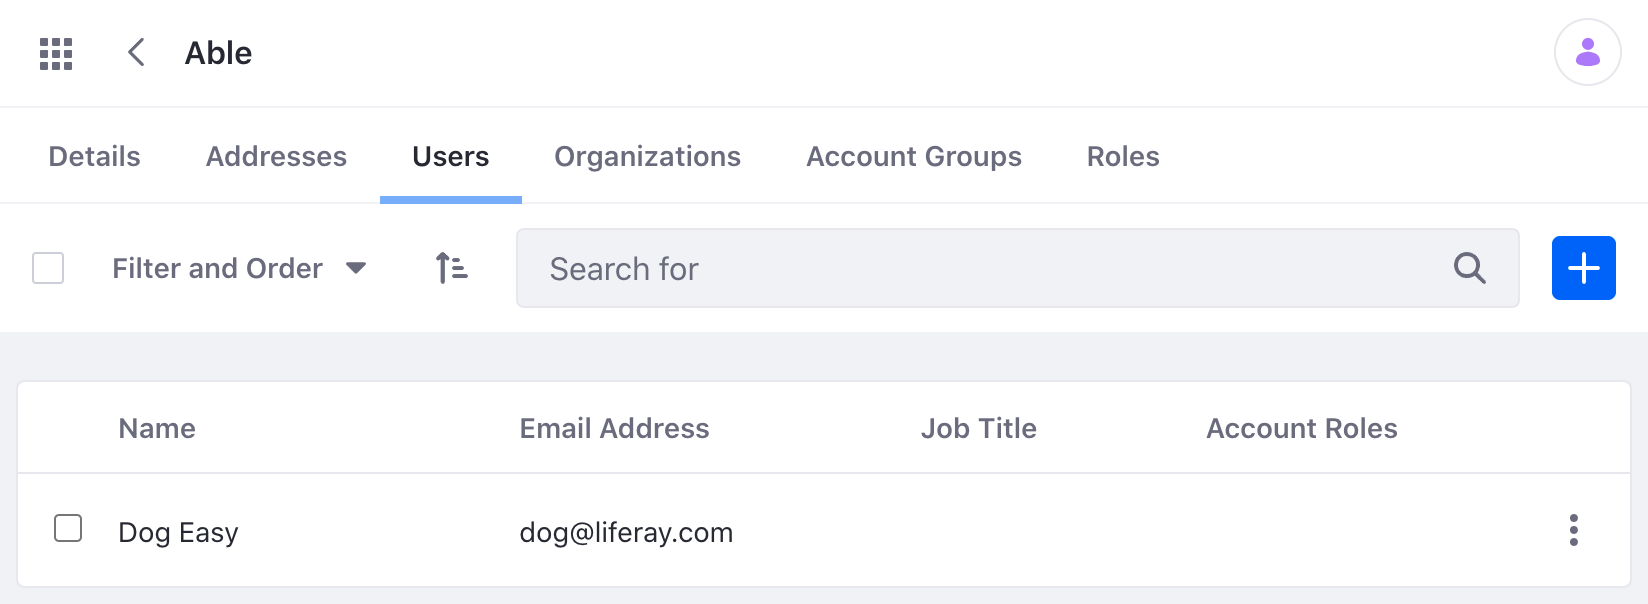 Able
Details Addresses Users Organizations Account Groups Roles
Filter and Order Search for
Name Email Address Job Title Account Roles
Dog Easy dog@liferay.com